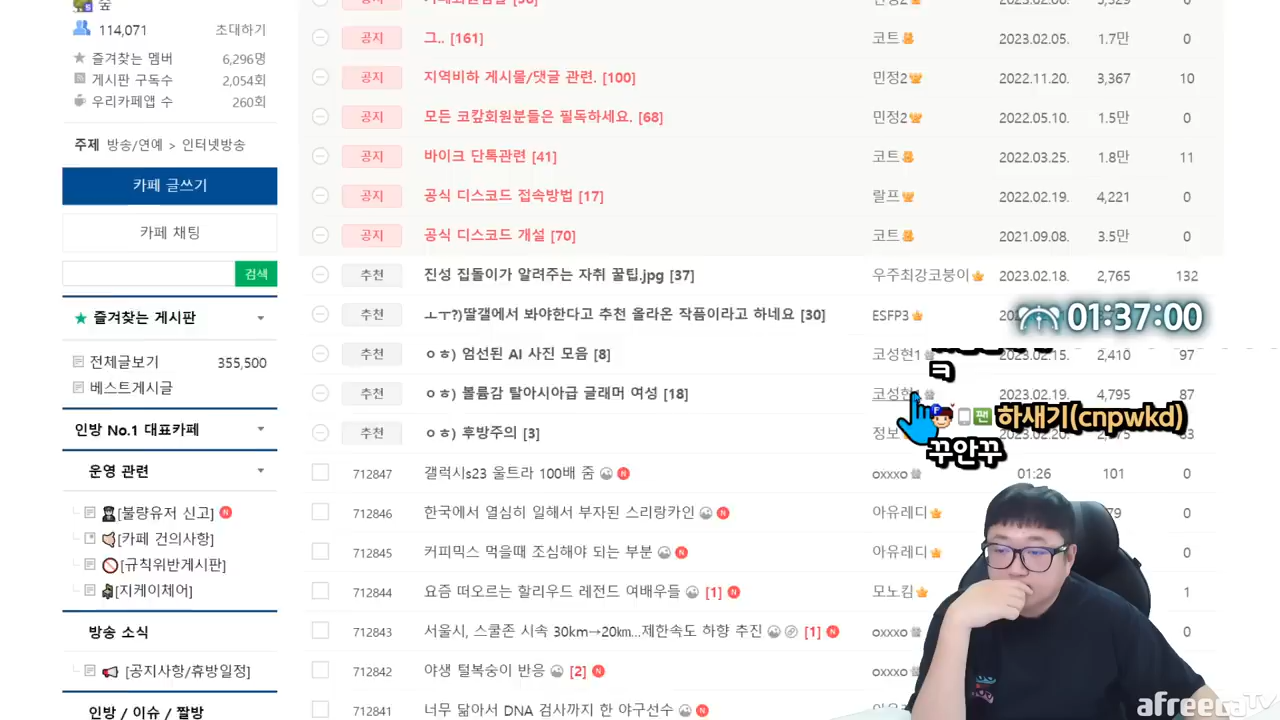 숲
114,071 초대하기
즐겨찾는 멤버 6,296명
게시판 구독수 2,054회
우리카페앱 수 260회
주제 방송/연예 > 인터넷방송
카페 글쓰기
카페 채팅
검색
즐겨찾는 게시판
전체글보기 355,500
베스트게시글
인방 No.1 대표카페
운영 관련
[불량유저 신고] N
[카페 건의사항]
[규칙위반게시판]
[지케이체어]
방송 소식
[공지사항/휴방일정]
인방 / 이슈 / 짤방
공지 그.. [161] 코트 2023.02.05. 1.7만 0
공지 지역비하 게시물/댓글 관련. [100] 민정2 2022.11.20. 3,367 10
공지 모든 코캎회원분들은 필독하세요. [68] 민정2 2022.05.10. 1.5만 0
공지 바이크 단톡관련 [41] 코트 2022.03.25. 1.8만 11
공지 공식 디스코드 접속방법 [17] 랄프 2022.02.19. 4,221 0
공지 공식 디스코드 개설 [70] 코트 2021.09.08. 3.5만 0
추천 진성 집돌이가 알려주는 자취 꿀팁.jpg [37] 우주최강코붕이 2023.02.18. 2,765 132
추천 ㅗㅜ?)딸갤에서 봐야한다고 추천 올라온 작품이라고 하네요 [30] ESFP3
01:37:00
추천 ㅇㅎ) 엄선된 AI 사진 모음 [8] 코성현1 2023.02.15. 2,410 97
ㅋ
추천 ㅇㅎ) 볼륨감 탈아시아급 글래머 여성 [18] 코성현1 2023.02.19. 4,795 87
팬 하새기(cnpwkd)
추천 ㅇㅎ) 후방주의 [3] 정보 2023.02.20.
꾸안꾸
712847 갤럭시s23 울트라 100배 줌 N oxxxo 01:26 101 0
712846 한국에서 열심히 일해서 부자된 스리랑카인 N 아유레디 79 0
712845 커피믹스 먹을때 조심해야 되는 부분 N 아유레디 0
712844 요즘 떠오르는 할리우드 레전드 여배우들 [1] N 모노킴 1
712843 서울시, 스쿨존 시속 30km→20㎞...제한속도 하향 추진 [1] N oxxxo 0
712842 야생 털복숭이 반응 [2] N oxxxo
712841 너무 닮아서 DNA 검사까지 한 야구선수 N
afreecaTV